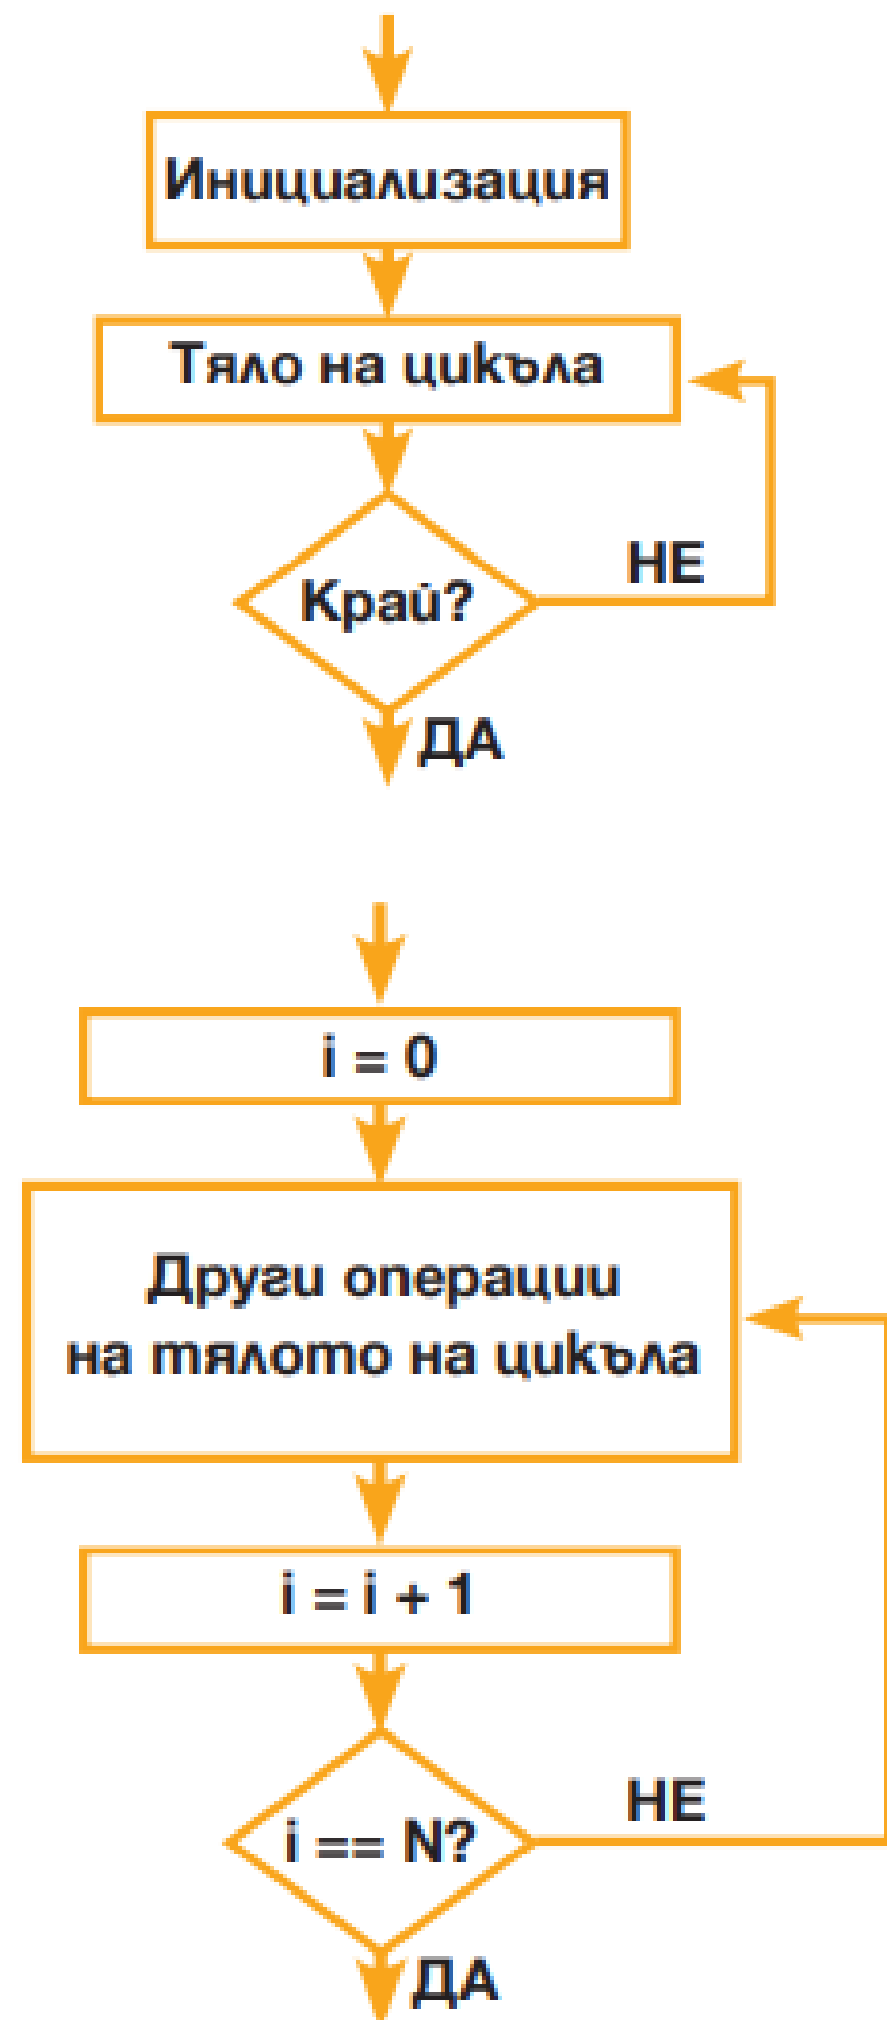 Инициализация
Тяло на цикъла
Край?
НЕ
ДА
i = 0
Други операции
на тялото на цикъла
i = i + 1
i == N?
НЕ
ДА